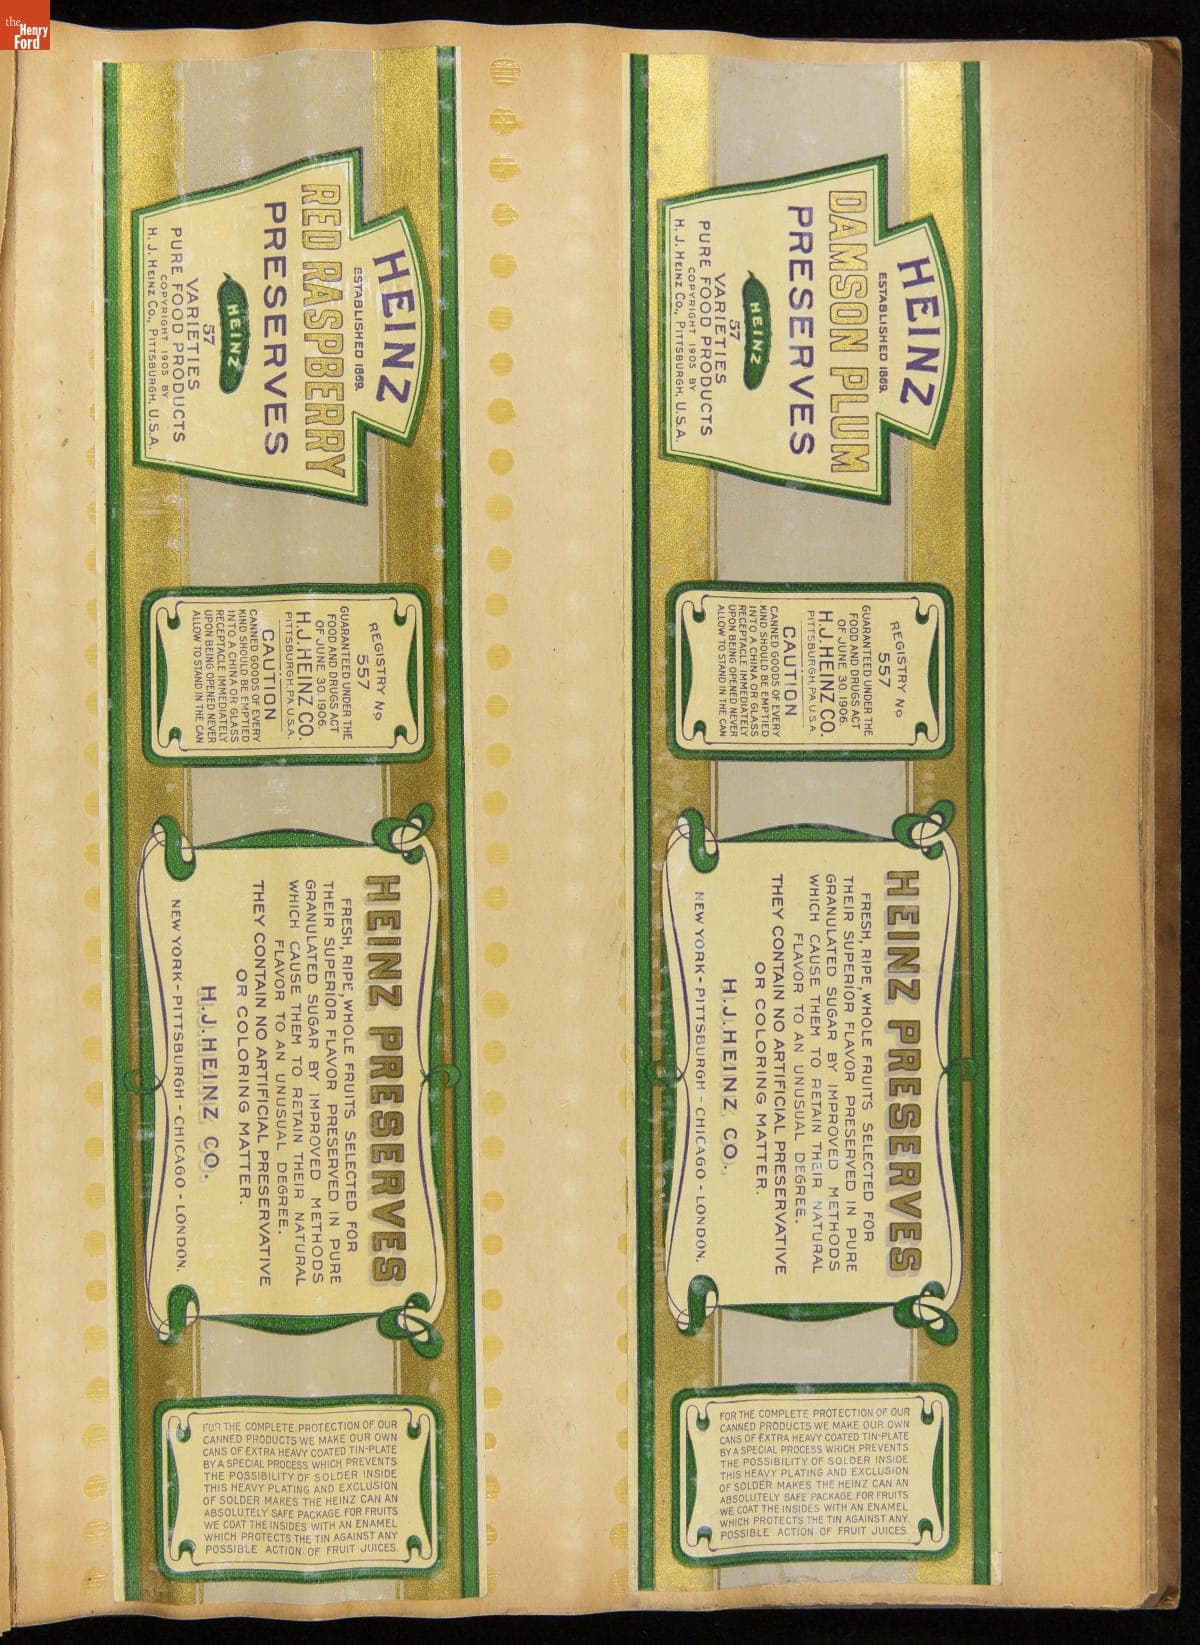 the
Henry
Ford
HEINZ
ESTABLISHED 1869.
RED RASPBERRY
PRESERVES
HEINZ
57
VARIETIES
PURE FOOD PRODUCTS
COPYRIGHT 1905 BY
H. J. HEINZ CO., PITTSBURGH, U.S.A.
REGISTRY No
557
GUARANTEED UNDER THE
FOOD AND DRUGS ACT
OF JUNE 30, 1906.
H.J. HEINZ CO.
PITTSBURGH, PA. U.S.A.
CAUTION
CANNED GOODS OF EVERY
KIND SHOULD BE EMPTIED
INTO A CHINA OR GLASS
RECEPTACLE IMMEDIATELY
UPON BEING OPENED NEVER
ALLOW TO STAND IN THE CAN
HEINZ PRESERVES
FRESH, RIPE, WHOLE FRUITS SELECTED FOR
THEIR SUPERIOR FLAVOR PRESERVED IN PURE
GRANULATED SUGAR BY IMPROVED METHODS
WHICH CAUSE THEM TO RETAIN THEIR NATURAL
FLAVOR TO AN UNUSUAL DEGREE.
THEY CONTAIN NO ARTIFICIAL PRESERVATIVE
OR COLORING MATTER.
H.J. HEINZ CO.
NEW YORK - PITTSBURGH - CHICAGO - LONDON.
FOR THE COMPLETE PROTECTION OF OUR
CANNED PRODUCTS WE MAKE OUR OWN
CANS OF EXTRA HEAVY COATED TIN-PLATE
BY A SPECIAL PROCESS WHICH PREVENTS
THE POSSIBILITY OF SOLDER INSIDE
THIS HEAVY PLATING AND EXCLUSION
OF SOLDER MAKES THE HEINZ CAN AN
ABSOLUTELY SAFE PACKAGE. FOR FRUITS
WE COAT THE INSIDES WITH AN ENAMEL
WHICH PROTECTS THE TIN AGAINST ANY
POSSIBLE ACTION OF FRUIT JUICES.
HEINZ
ESTABLISHED 1869.
DAMSON PLUM
PRESERVES
HEINZ
57
VARIETIES
PURE FOOD PRODUCTS
COPYRIGHT 1905 BY
H. J. HEINZ CO., PITTSBURGH, U.S.A.
REGISTRY No
557
GUARANTEED UNDER THE
FOOD AND DRUGS ACT
OF JUNE 30, 1906.
H.J. HEINZ CO.
PITTSBURGH, PA. U.S.A.
CAUTION
CANNED GOODS OF EVERY
KIND SHOULD BE EMPTIED
INTO A CHINA OR GLASS
RECEPTACLE IMMEDIATELY
UPON BEING OPENED NEVER
ALLOW TO STAND IN THE CAN
HEINZ PRESERVES
FRESH, RIPE, WHOLE FRUITS SELECTED FOR
THEIR SUPERIOR FLAVOR PRESERVED IN PURE
GRANULATED SUGAR BY IMPROVED METHODS
WHICH CAUSE THEM TO RETAIN THEIR NATURAL
FLAVOR TO AN UNUSUAL DEGREE.
THEY CONTAIN NO ARTIFICIAL PRESERVATIVE
OR COLORING MATTER.
H.J. HEINZ CO.
NEW YORK - PITTSBURGH - CHICAGO - LONDON.
FOR THE COMPLETE PROTECTION OF OUR
CANNED PRODUCTS WE MAKE OUR OWN
CANS OF EXTRA HEAVY COATED TIN-PLATE
BY A SPECIAL PROCESS WHICH PREVENTS
THE POSSIBILITY OF SOLDER INSIDE
THIS HEAVY PLATING AND EXCLUSION
OF SOLDER MAKES THE HEINZ CAN AN
ABSOLUTELY SAFE PACKAGE. FOR FRUITS
WE COAT THE INSIDES WITH AN ENAMEL
WHICH PROTECTS THE TIN AGAINST ANY
POSSIBLE ACTION OF FRUIT JUICES.